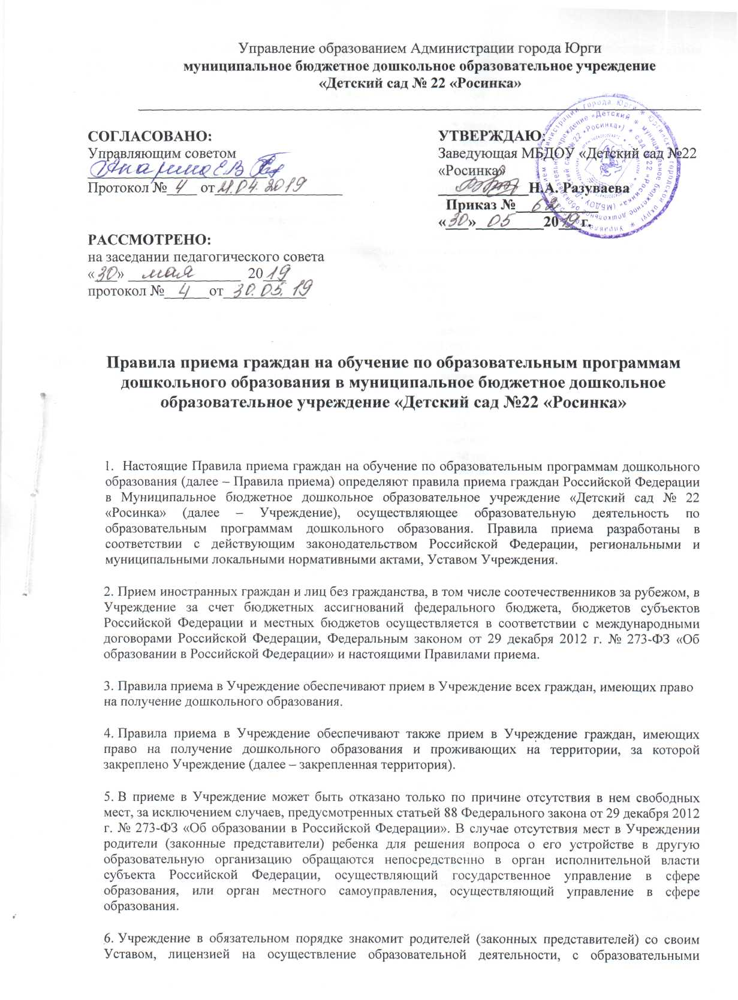 Управление образованием Администрации города Юрги
муниципальное бюджетное дошкольное образовательное учреждение
«Детский сад № 22 «Росинка»
СОГЛАСОВАНО:
Управляющим советом
Протокол № 4 от 21.04.2019
УТВЕРЖДАЮ:
Заведующая МБДОУ «Детский сад №22
«Росинка»
Н.А. Разуваева
Приказ № 62
«30» 05 2019 г.
РАССМОТРЕНО:
на заседании педагогического совета
«30» мая 2019
протокол № 4 от 30.05.19
Правила приема граждан на обучение по образовательным программам
дошкольного образования в муниципальное бюджетное дошкольное
образовательное учреждение «Детский сад №22 «Росинка»
1. Настоящие Правила приема граждан на обучение по образовательным программам дошкольного
образования (далее – Правила приема) определяют правила приема граждан Российской Федерации
в Муниципальное бюджетное дошкольное образовательное учреждение «Детский сад № 22
«Росинка» (далее – Учреждение), осуществляющее образовательную деятельность по
образовательным программам дошкольного образования. Правила приема разработаны в
соответствии с действующим законодательством Российской Федерации, региональными и
муниципальными локальными нормативными актами, Уставом Учреждения.
2. Прием иностранных граждан и лиц без гражданства, в том числе соотечественников за рубежом, в
Учреждение за счет бюджетных ассигнований федерального бюджета, бюджетов субъектов
Российской Федерации и местных бюджетов осуществляется в соответствии с международными
договорами Российской Федерации, Федеральным законом от 29 декабря 2012 г. № 273-ФЗ «Об
образовании в Российской Федерации» и настоящими Правилами приема.
3. Правила приема в Учреждение обеспечивают прием в Учреждение всех граждан, имеющих право
на получение дошкольного образования.
4. Правила приема в Учреждение обеспечивают также прием в Учреждение граждан, имеющих
право на получение дошкольного образования и проживающих на территории, за которой
закреплено Учреждение (далее – закрепленная территория).
5. В приеме в Учреждение может быть отказано только по причине отсутствия в нем свободных
мест, за исключением случаев, предусмотренных статьей 88 Федерального закона от 29 декабря 2012
г. № 273-ФЗ «Об образовании в Российской Федерации». В случае отсутствия мест в Учреждении
родители (законные представители) ребенка для решения вопроса о его устройстве в другую
образовательную организацию обращаются непосредственно в орган исполнительной власти
субъекта Российской Федерации, осуществляющий государственное управление в сфере
образования, или орган местного самоуправления, осуществляющий управление в сфере
образования.
6. Учреждение в обязательном порядке знакомит родителей (законных представителей) со своим
Уставом, лицензией на осуществление образовательной деятельности, с образовательными